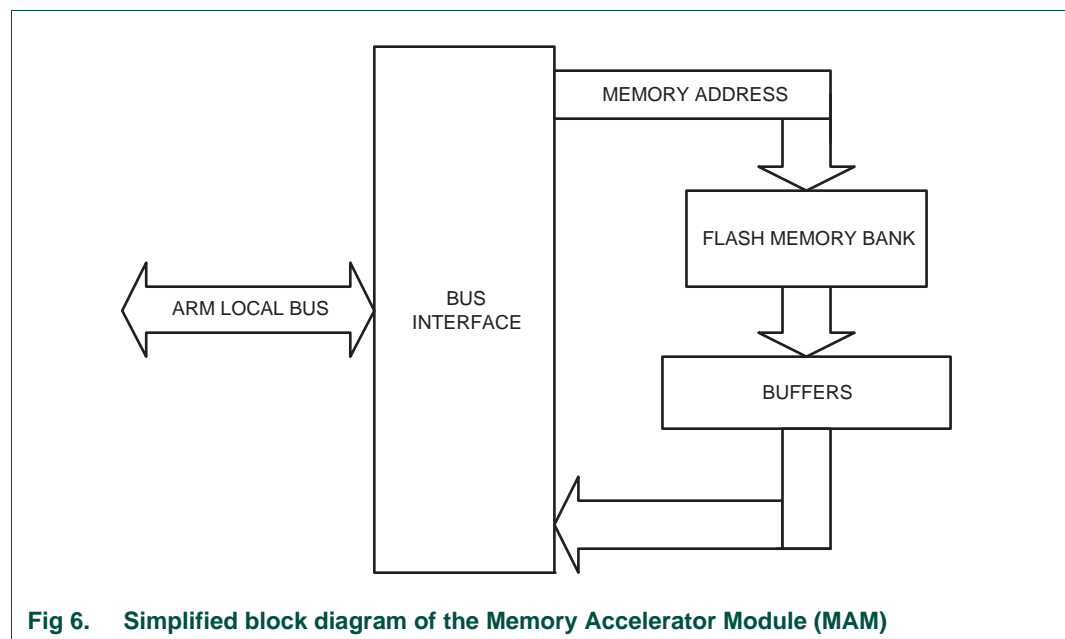 MEMORY ADDRESS
FLASH MEMORY BANK
ARM LOCAL BUS
BUS
INTERFACE
BUFFERS
Fig 6. Simplified block diagram of the Memory Accelerator Module (MAM)